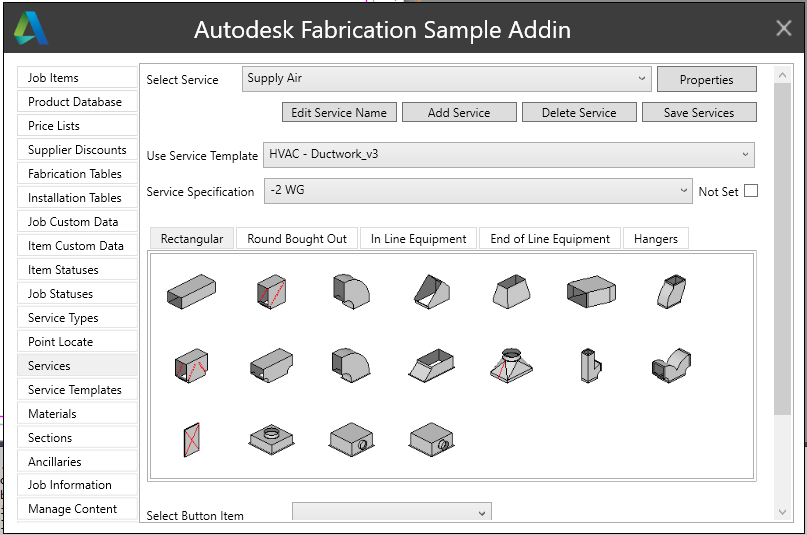 Autodesk Fabrication Sample Addin
Job Items
Product Database
Price Lists
Supplier Discounts
Fabrication Tables
Installation Tables
Job Custom Data
Item Custom Data
Item Statuses
Job Statuses
Service Types
Point Locate
Services
Service Templates
Materials
Sections
Ancillaries
Job Information
Manage Content
Select Service Supply Air Properties
Edit Service Name Add Service Delete Service Save Services
Use Service Template HVAC - Ductwork_v3
Service Specification -2 WG Not Set
Rectangular Round Bought Out In Line Equipment End of Line Equipment Hangers
Select Button Item